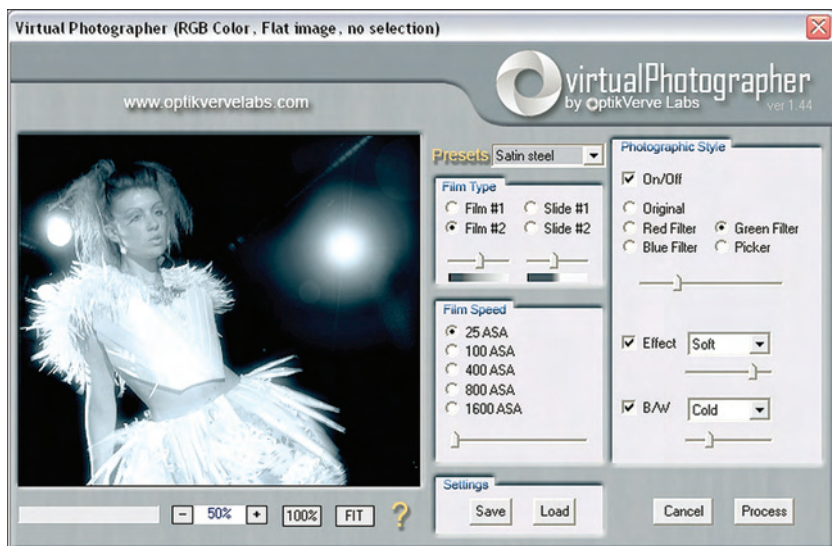 Virtual Photographer (RGB Color, Flat image, no selection)
virtualPhotographer
by OptikVerve Labs
ver 1.44
www.optikvervelabs.com
Presets Satin steel
Film Type
Film #1 Slide #1
Film #2 Slide #2
Film Speed
25 ASA
100 ASA
400 ASA
800 ASA
1600 ASA
Settings
Save Load
Photographic Style
On/Off
Original
Red Filter Green Filter
Blue Filter Picker
Effect Soft
B/W Cold
Cancel Process
- 50% + 100% FIT ?